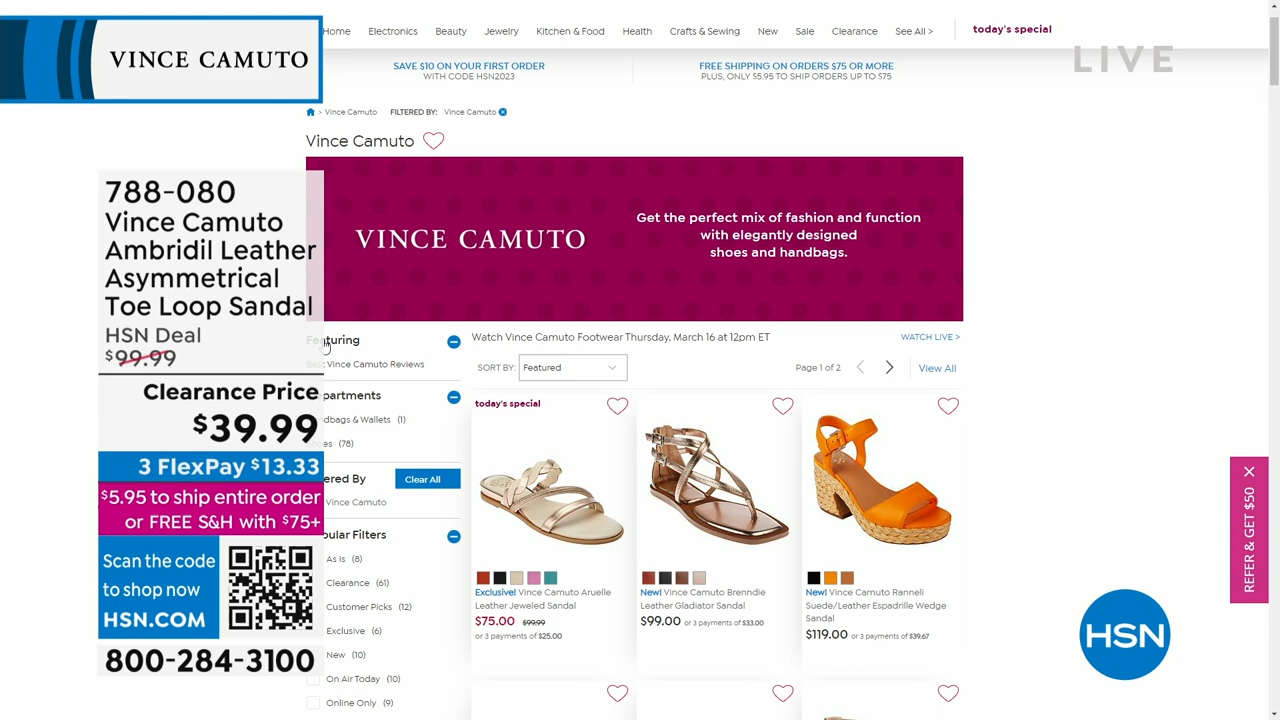 VINCE CAMUTO
Home Electronics Beauty Jewelry Kitchen & Food Health Crafts & Sewing New Sale Clearance See All > today's special
LIVE
SAVE $10 ON YOUR FIRST ORDER
WITH CODE HSN2023
FREE SHIPPING ON ORDERS $75 OR MORE
PLUS, ONLY $5.95 TO SHIP ORDERS UP TO $75
> Vince Camuto FILTERED BY: Vince Camuto
Vince Camuto
VINCE CAMUTO
Get the perfect mix of fashion and function
with elegantly designed
shoes and handbags.
788-080
Vince Camuto
Ambridil Leather
Asymmetrical
Toe Loop Sandal
HSN Deal
$99.99
Clearance Price
$39.99
3 FlexPay $13.33
$5.95 to ship entire order
or FREE S&H with $75+
Scan the code
to shop now
HSN.COM
800-284-3100
Featuring
Best Vince Camuto Reviews
partments
dbags & Wallets (1)
es (78)
ered By
Clear All
Vince Camuto
pular Filters
As Is (8)
Clearance (61)
Customer Picks (12)
Exclusive (6)
New (10)
On Air Today (10)
Online Only (9)
Watch Vince Camuto Footwear Thursday, March 16 at 12pm ET
WATCH LIVE >
SORT BY: Featured
Page 1 of 2
View All
today's special
Exclusive! Vince Camuto Aruelle
Leather Jeweled Sandal
$75.00 $99.99
or 3 payments of $25.00
New! Vince Camuto Brenndie
Leather Gladiator Sandal
$99.00 or 3 payments of $33.00
New! Vince Camuto Ranneli
Suede/Leather Espadrille Wedge
Sandal
$119.00 or 3 payments of $39.67
REFER & GET $50
HSN